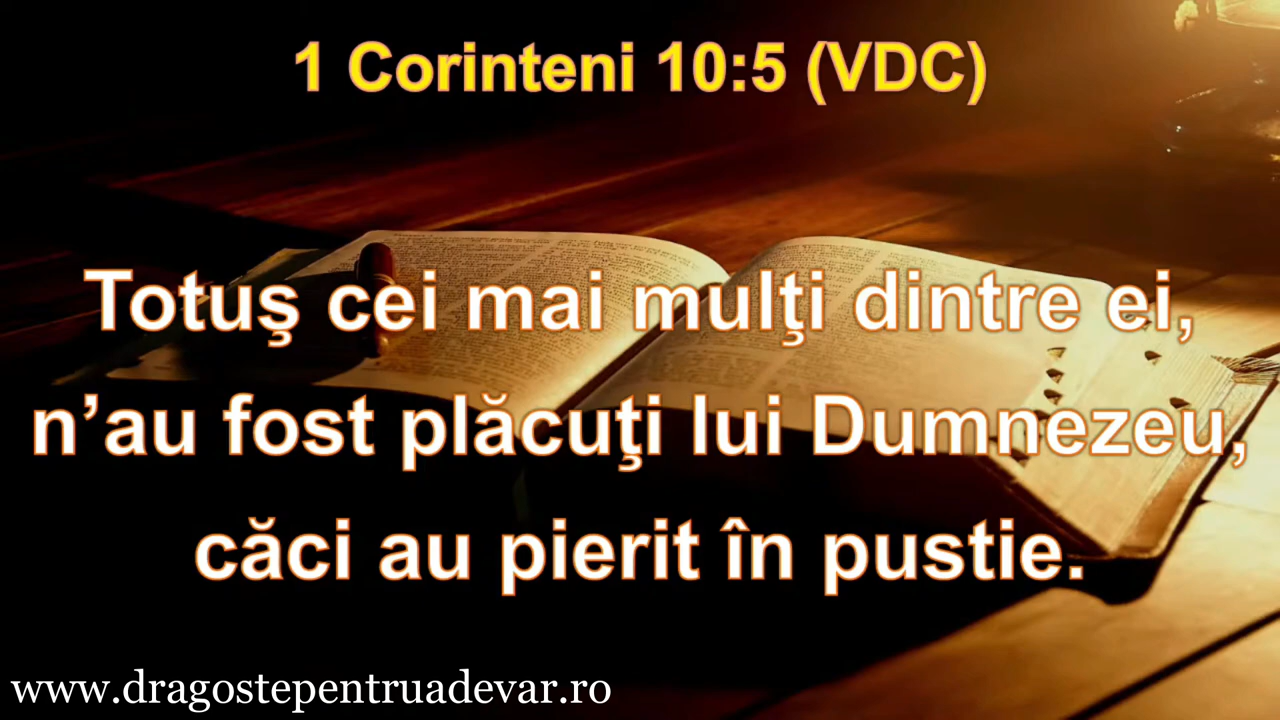 1 Corinteni 10:5 (VDC)
Totuş cei mai mulţi dintre ei,
n’au fost plăcuţi lui Dumnezeu,
căci au pierit în pustie.
www.dragostepentruadevar.ro